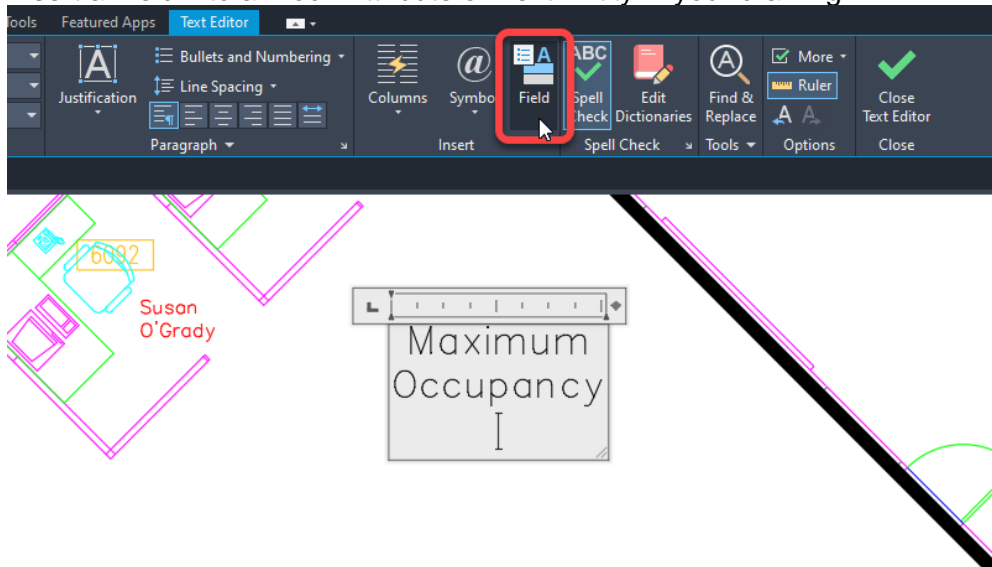 Tools Featured Apps Text Editor
Justification
Bullets and Numbering
Line Spacing
Paragraph
Columns
Symbo
Field
Insert
ABC
Spell
Check
Edit
Dictionaries
Spell Check
Find &
Replace
Tools
More
Ruler
Options
Close
Text Editor
Close
6092
Susan
O'Grady
Maximum
Occupancy